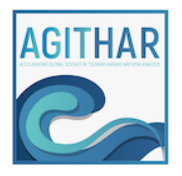 AGITHAR
ACCELERATING GLOBAL SCIENCE IN TSUNAMI HAZARD AND RISK ANALYSIS